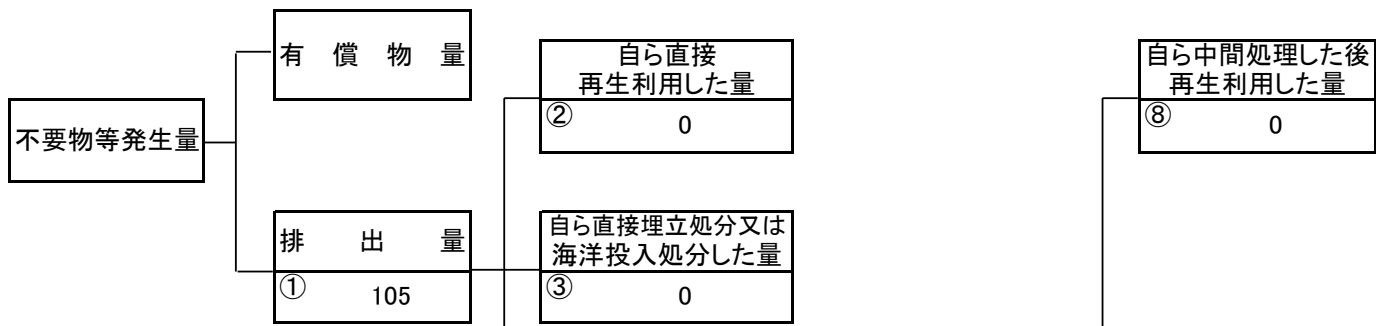 有償物量
自ら直接
再生利用した量
② 0
自ら中間処理した後
再生利用した量
⑧ 0
不要物等発生量
排出量
① 105
自ら直接埋立処分又は
海洋投入処分した量
③ 0